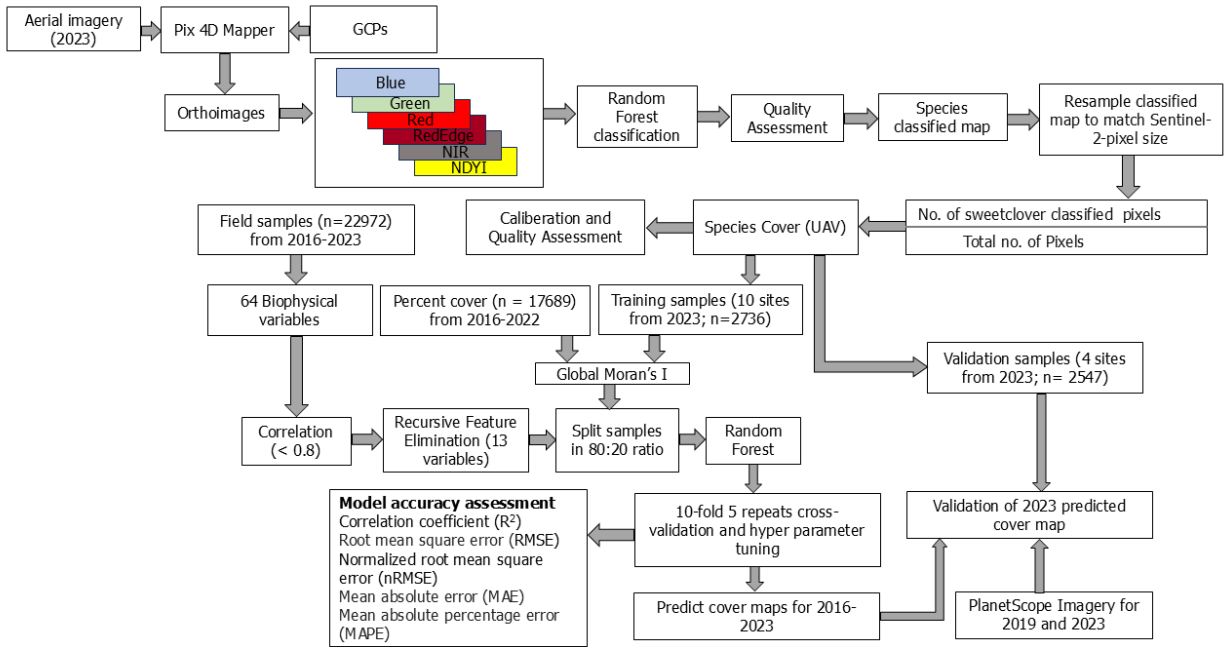 Aerial imagery
(2023)
Pix 4D Mapper
GCPs
Orthoimages
Blue
Green
Red
RedEdge
NIR
NDYI
Random
Forest
classification
Quality
Assessment
Species
classified map
Resample classified
map to match Sentinel-
2-pixel size
No. of sweetclover classified pixels
Total no. of Pixels
Species Cover (UAV)
Caliberation and
Quality Assessment
Field samples (n=22972)
from 2016-2023
64 Biophysical
variables
Percent cover (n = 17689)
from 2016-2022
Training samples (10 sites
from 2023; n=2736)
Global Moran's I
Validation samples (4 sites
from 2023; n= 2547)
Correlation
(< 0.8)
Recursive Feature
Elimination (13
variables)
Split samples
in 80:20 ratio
Random
Forest
Model accuracy assessment
Correlation coefficient (R²)
Root mean square error (RMSE)
Normalized root mean square
error (nRMSE)
Mean absolute error (MAE)
Mean absolute percentage error
(MAPE)
10-fold 5 repeats cross-
validation and hyper parameter
tuning
Validation of 2023 predicted
cover map
Predict cover maps for 2016-
2023
PlanetScope Imagery for
2019 and 2023